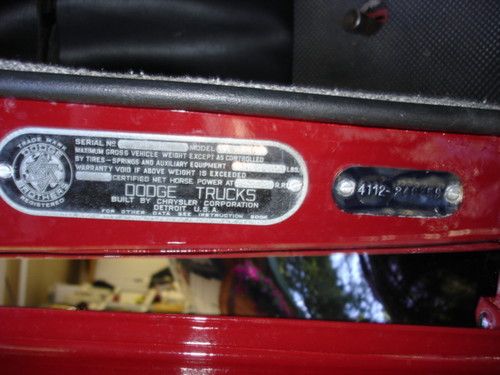 TRADE MARK
DODGE
BROTHERS
REGISTERED
SERIAL NO. MODEL
MAXIMUM GROSS VEHICLE WEIGHT EXCEPT AS CONTROLLED
BY TIRES-SPRINGS AND AUXILIARY EQUIPMENT LBS.
WARRANTY VOID IF ABOVE WEIGHT IS EXCEEDED
CERTIFIED NET HORSE POWER AT R.P.M.
DODGE TRUCKS
BUILT BY CHRYSLER CORPORATION
DETROIT, U.S.A.
FOR OTHER DATA SEE INSTRUCTION BOOK
4112-